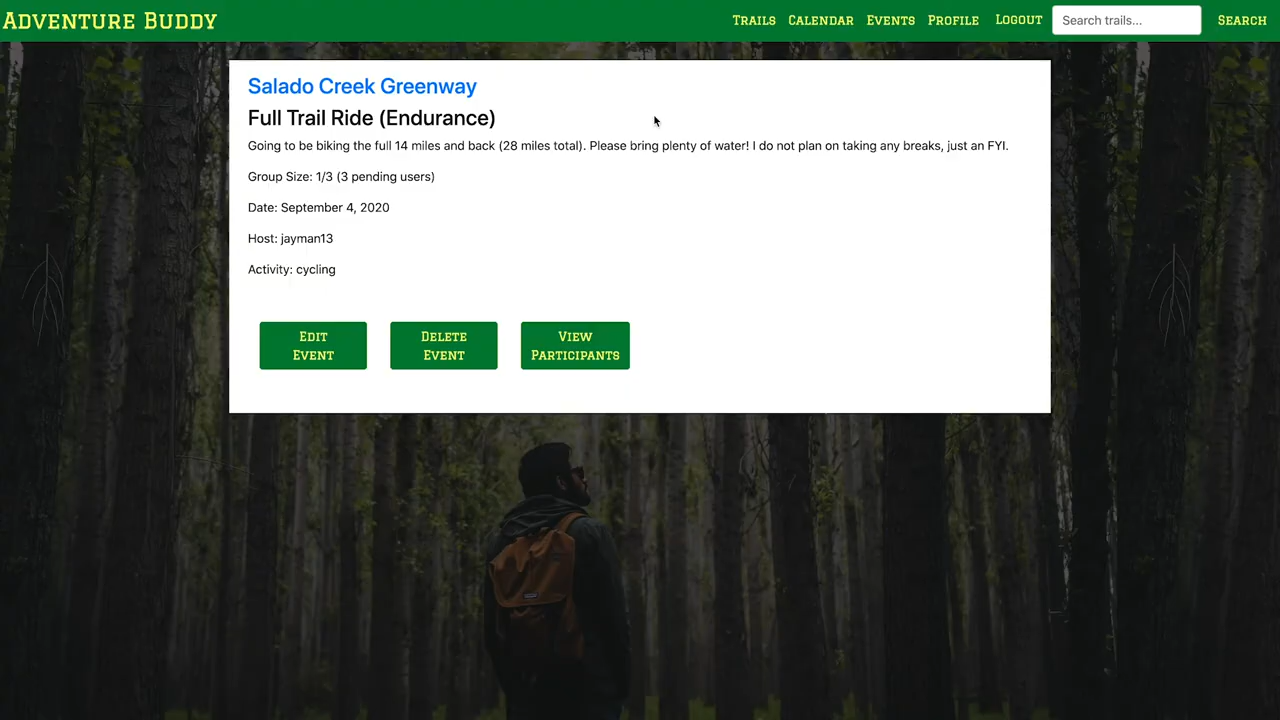 Adventure Buddy
Trails Calendar Events Profile Logout Search trails... Search
Salado Creek Greenway
Full Trail Ride (Endurance)
Going to be biking the full 14 miles and back (28 miles total). Please bring plenty of water! I do not plan on taking any breaks, just an FYI.
Group Size: 1/3 (3 pending users)
Date: September 4, 2020
Host: jayman13
Activity: cycling
Edit
Event
Delete
Event
View
Participants